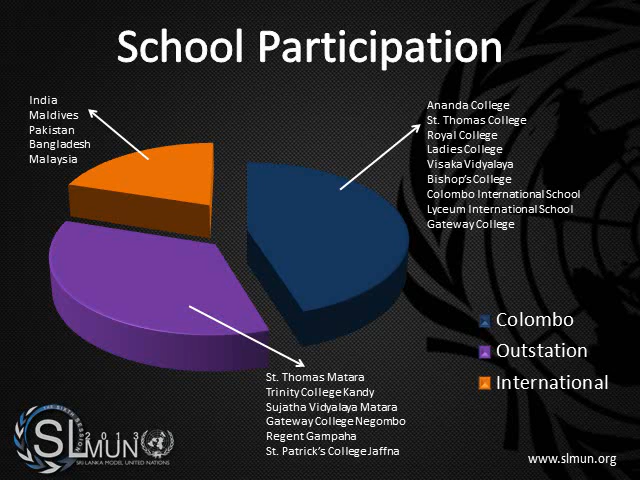 School Participation
India
Maldives
Pakistan
Bangladesh
Malaysia
Ananda College
St. Thomas College
Royal College
Ladies College
Visaka Vidyalaya
Bishop's College
Colombo International School
Lyceum International School
Gateway College
Colombo
Outstation
International
St. Thomas Matara
Trinity College Kandy
Sujatha Vidyalaya Matara
Gateway College Negombo
Regent Gampaha
St. Patrick's College Jaffna
THE SIXTH SESSION
2013
SLMUN
SRI LANKA MODEL UNITED NATIONS
www.slmun.org